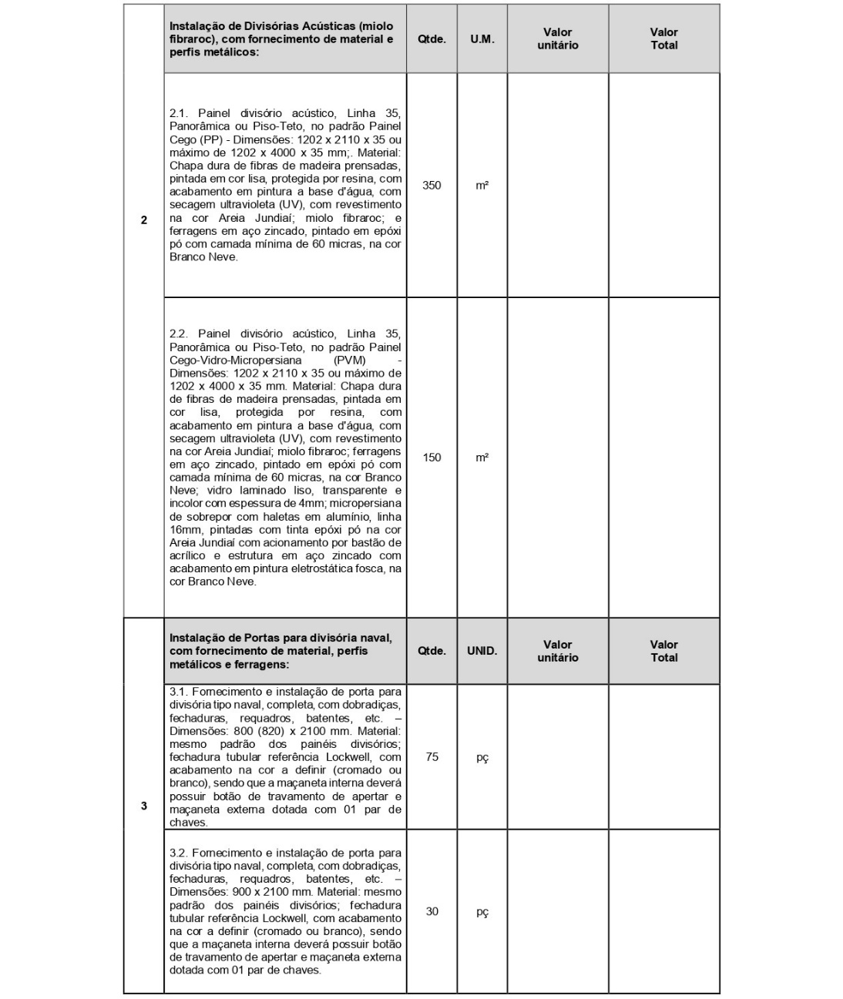 Instalação de Divisórias Acústicas (miolo
fibraroc), com fornecimento de material e
perfis metálicos:
Qtde.
U.M.
Valor
unitário
Valor
Total
2
2.1. Painel divisório acústico, Linha 35,
Panorâmica ou Piso-Teto, no padrão Painel
Cego (PP) - Dimensões: 1202 x 2110 x 35 ou
máximo de 1202 x 4000 x 35 mm;. Material:
Chapa dura de fibras de madeira prensadas,
pintada em cor lisa, protegida por resina, com
acabamento em pintura a base d'água, com
secagem ultravioleta (UV), com revestimento
na cor Areia Jundiaí; miolo fibraroc; e
ferragens em aço zincado, pintado em epóxi
pó com camada mínima de 60 micras, na cor
Branco Neve.
350
m²
2.2. Painel divisório acústico, Linha 35,
Panorâmica ou Piso-Teto, no padrão Painel
Cego-Vidro-Micropersiana (PVM) -
Dimensões: 1202 x 2110 x 35 ou máximo de
1202 x 4000 x 35 mm. Material: Chapa dura
de fibras de madeira prensadas, pintada em
cor lisa, protegida por resina, com
acabamento em pintura a base d'água, com
secagem ultravioleta (UV), com revestimento
na cor Areia Jundiaí; miolo fibraroc; ferragens
em aço zincado, pintado em epóxi pó com
camada mínima de 60 micras, na cor Branco
Neve; vidro laminado liso, transparente e
incolor com espessura de 4mm; micropersiana
de sobrepor com haletas em alumínio, linha
16mm, pintadas com tinta epóxi pó na cor
Areia Jundiaí com acionamento por bastão de
acrílico e estrutura em aço zincado com
acabamento em pintura eletrostática fosca, na
cor Branco Neve.
150
m²
Instalação de Portas para divisória naval,
com fornecimento de material, perfis
metálicos e ferragens:
Qtde.
UNID.
Valor
unitário
Valor
Total
3
3.1. Fornecimento e instalação de porta para
divisória tipo naval, completa, com dobradiças,
fechaduras, requadros, batentes, etc. –
Dimensões: 800 (820) x 2100 mm. Material:
mesmo padrão dos painéis divisórios;
fechadura tubular referência Lockwell, com
acabamento na cor a definir (cromado ou
branco), sendo que a maçaneta interna deverá
possuir botão de travamento de apertar e
maçaneta externa dotada com 01 par de
chaves.
75
pç
3.2. Fornecimento e instalação de porta para
divisória tipo naval, completa, com dobradiças,
fechaduras, requadros, batentes, etc. –
Dimensões: 900 x 2100 mm. Material: mesmo
padrão dos painéis divisórios; fechadura
tubular referência Lockwell, com acabamento
na cor a definir (cromado ou branco), sendo
que a maçaneta interna deverá possuir botão
de travamento de apertar e maçaneta externa
dotada com 01 par de chaves.
30
pç